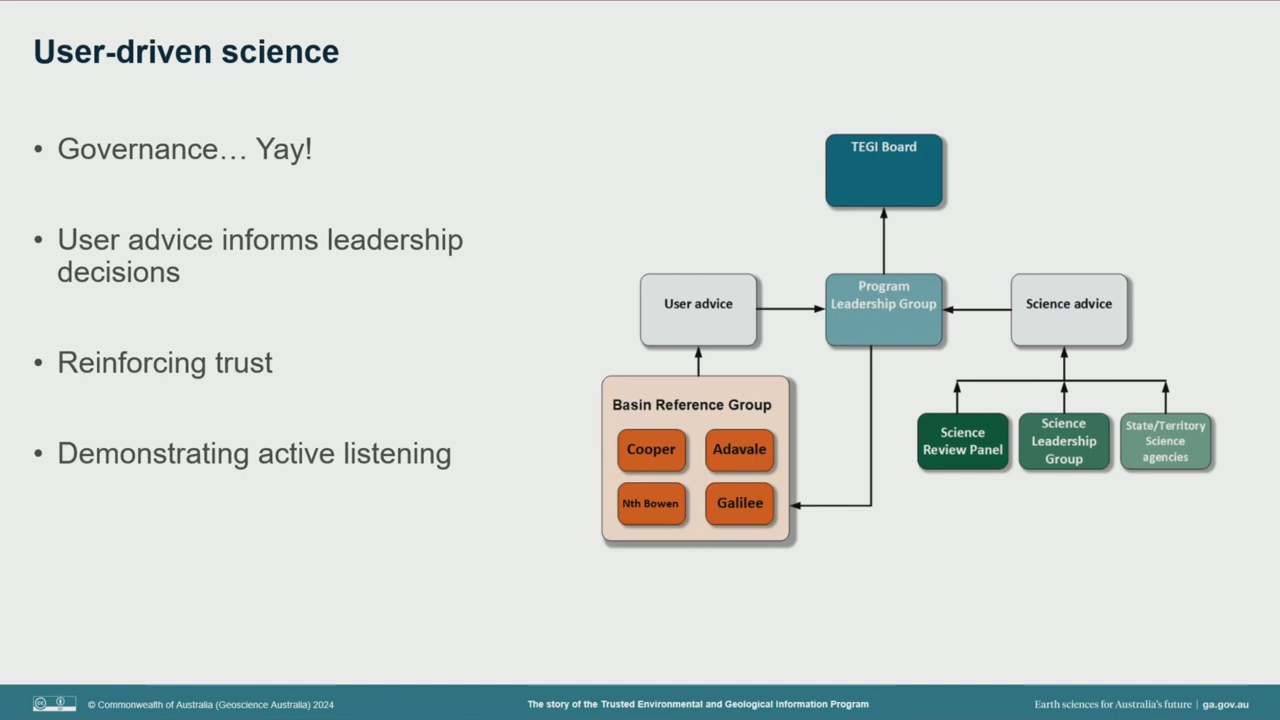 User-driven science
• Governance… Yay!
• User advice informs leadership
decisions
• Reinforcing trust
• Demonstrating active listening
TEGI Board
User advice
Program
Leadership Group
Science advice
Basin Reference Group
Cooper
Adavale
Nth Bowen
Galilee
Science
Review Panel
Science
Leadership
Group
State/Territory
Science
agencies
© Commonwealth of Australia (Geoscience Australia) 2024
The story of the Trusted Environmental and Geological Information Program
Earth sciences for Australia's future | ga.gov.au